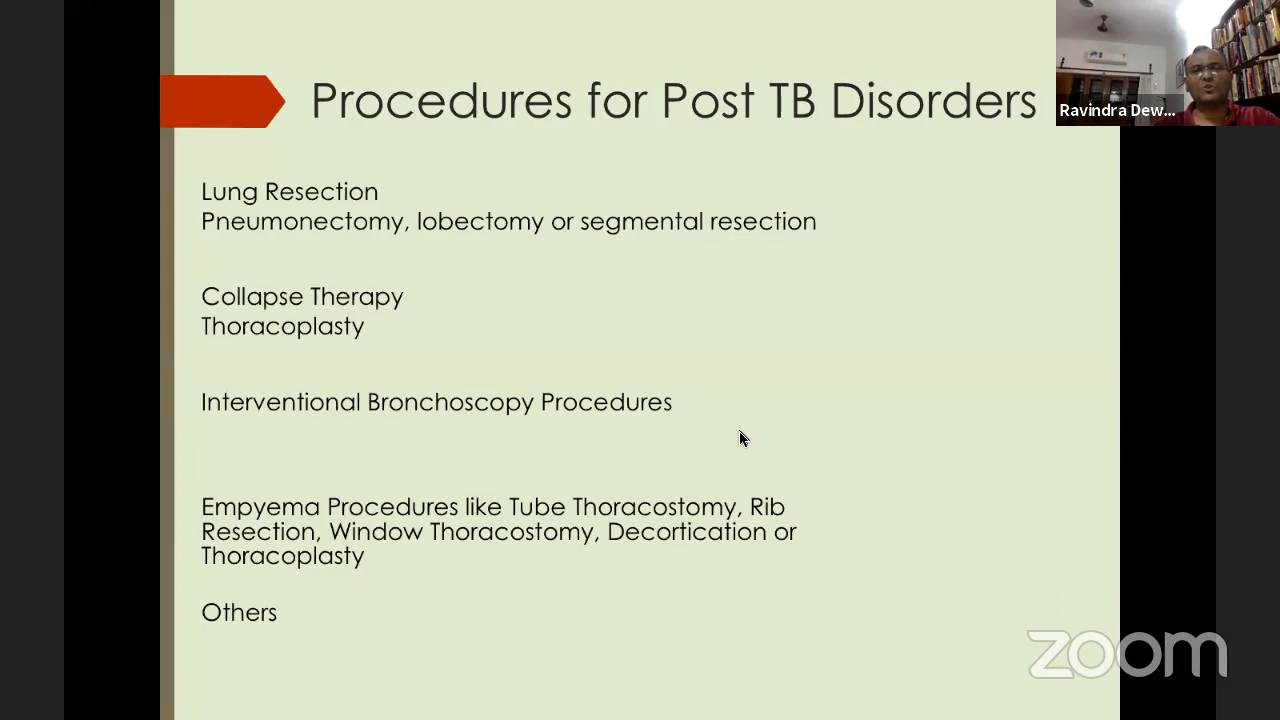 Procedures for Post TB Disorders
Ravindra Dew...
Lung Resection
Pneumonectomy, lobectomy or segmental resection
Collapse Therapy
Thoracoplasty
Interventional Bronchoscopy Procedures
Empyema Procedures like Tube Thoracostomy, Rib
Resection, Window Thoracostomy, Decortication or
Thoracoplasty
Others
zoom